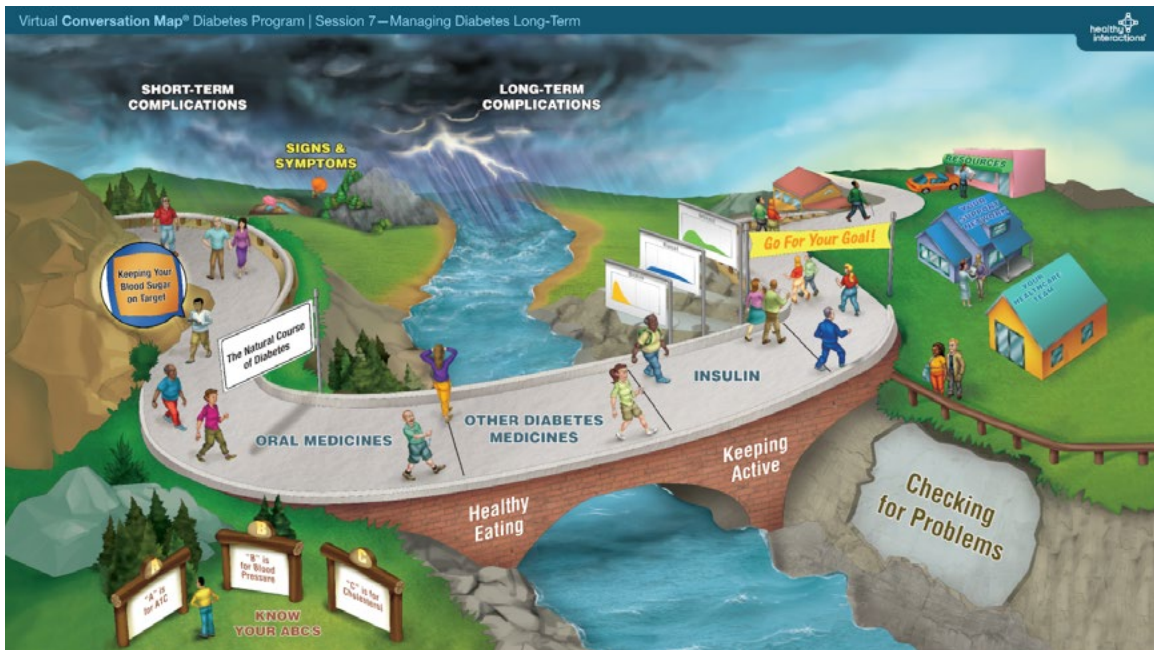 Virtual Conversation Map® Diabetes Program | Session 7—Managing Diabetes Long-Term
healthy
interactions®
SHORT-TERM
COMPLICATIONS
LONG-TERM
COMPLICATIONS
SIGNS &
SYMPTOMS
RESOURCES
YOUR
SUPPORT
NETWORK
Go For Your Goal!
Keeping Your
Blood Sugar
on Target
YOUR
HEALTHCARE
TEAM
The Natural Course
of Diabetes
INSULIN
ORAL MEDICINES
OTHER DIABETES
MEDICINES
Keeping
Active
Healthy
Eating
Checking
for Problems
A
"A" is
for A1C
B
"B" is
for Blood
Pressure
C
"C" is for
Cholesterol
KNOW
YOUR ABCS